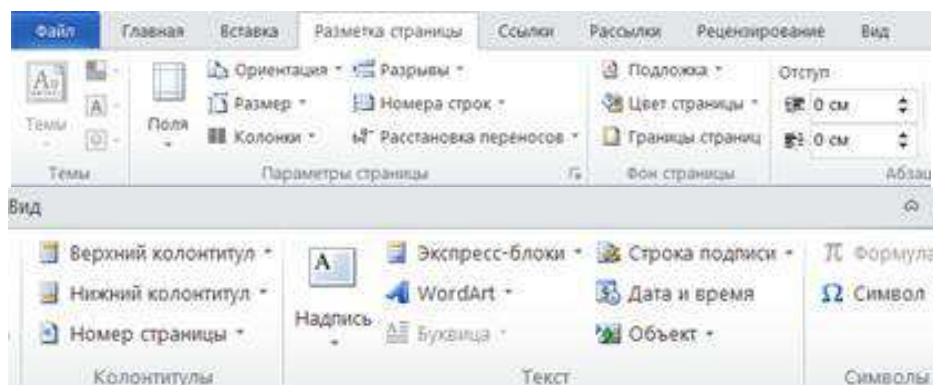 Файл Главная Вставка Разметка страницы Ссылки Рассылки Рецензирование Вид
Aa Ориентация Разрывы Подложка Отступ
A Размер Номера строк Цвет страницы 0 см
Темы Поля Колонки Расстановка переносов Границы страниц 0 см
Темы Параметры страницы Фон страницы Абзац
Вид
Верхний колонтитул A Экспресс-блоки Строка подписи π Формула
Нижний колонтитул WordArt Дата и время Ω Символ
Номер страницы Надпись Буквица Объект
Колонтитулы Текст Символы